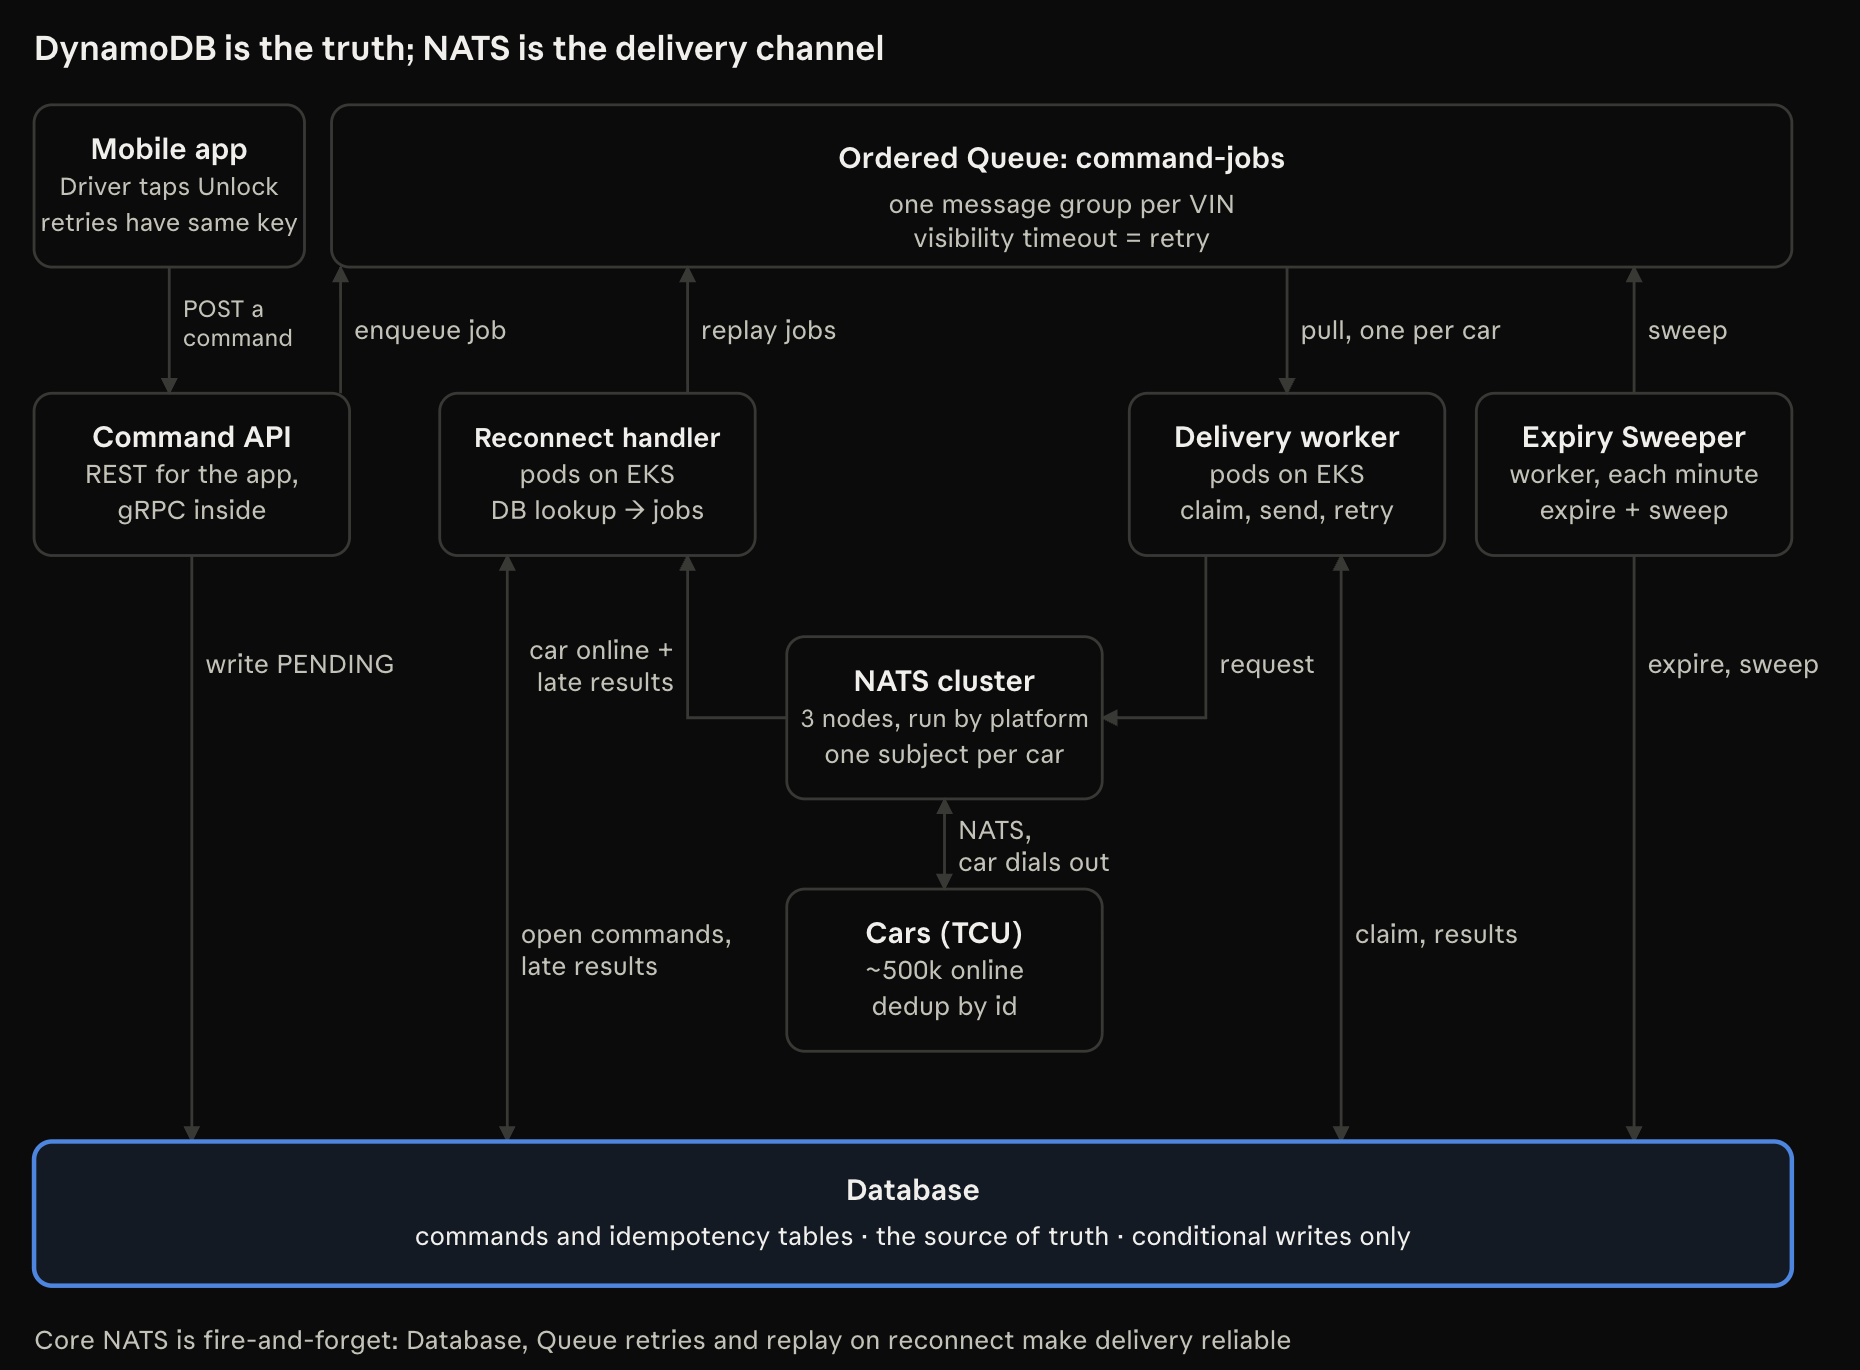 DynamoDB is the truth; NATS is the delivery channel
Mobile app
Driver taps Unlock
retries have same key
Ordered Queue: command-jobs
one message group per VIN
visibility timeout = retry
POST a
command
enqueue job
replay jobs
pull, one per car
sweep
Command API
REST for the app,
gRPC inside
Reconnect handler
pods on EKS
DB lookup → jobs
Delivery worker
pods on EKS
claim, send, retry
Expiry Sweeper
worker, each minute
expire + sweep
write PENDING
car online +
late results
NATS cluster
3 nodes, run by platform
one subject per car
request
expire, sweep
NATS,
car dials out
open commands,
late results
Cars (TCU)
~500k online
dedup by id
claim, results
Database
commands and idempotency tables · the source of truth · conditional writes only
Core NATS is fire-and-forget: Database, Queue retries and replay on reconnect make delivery reliable